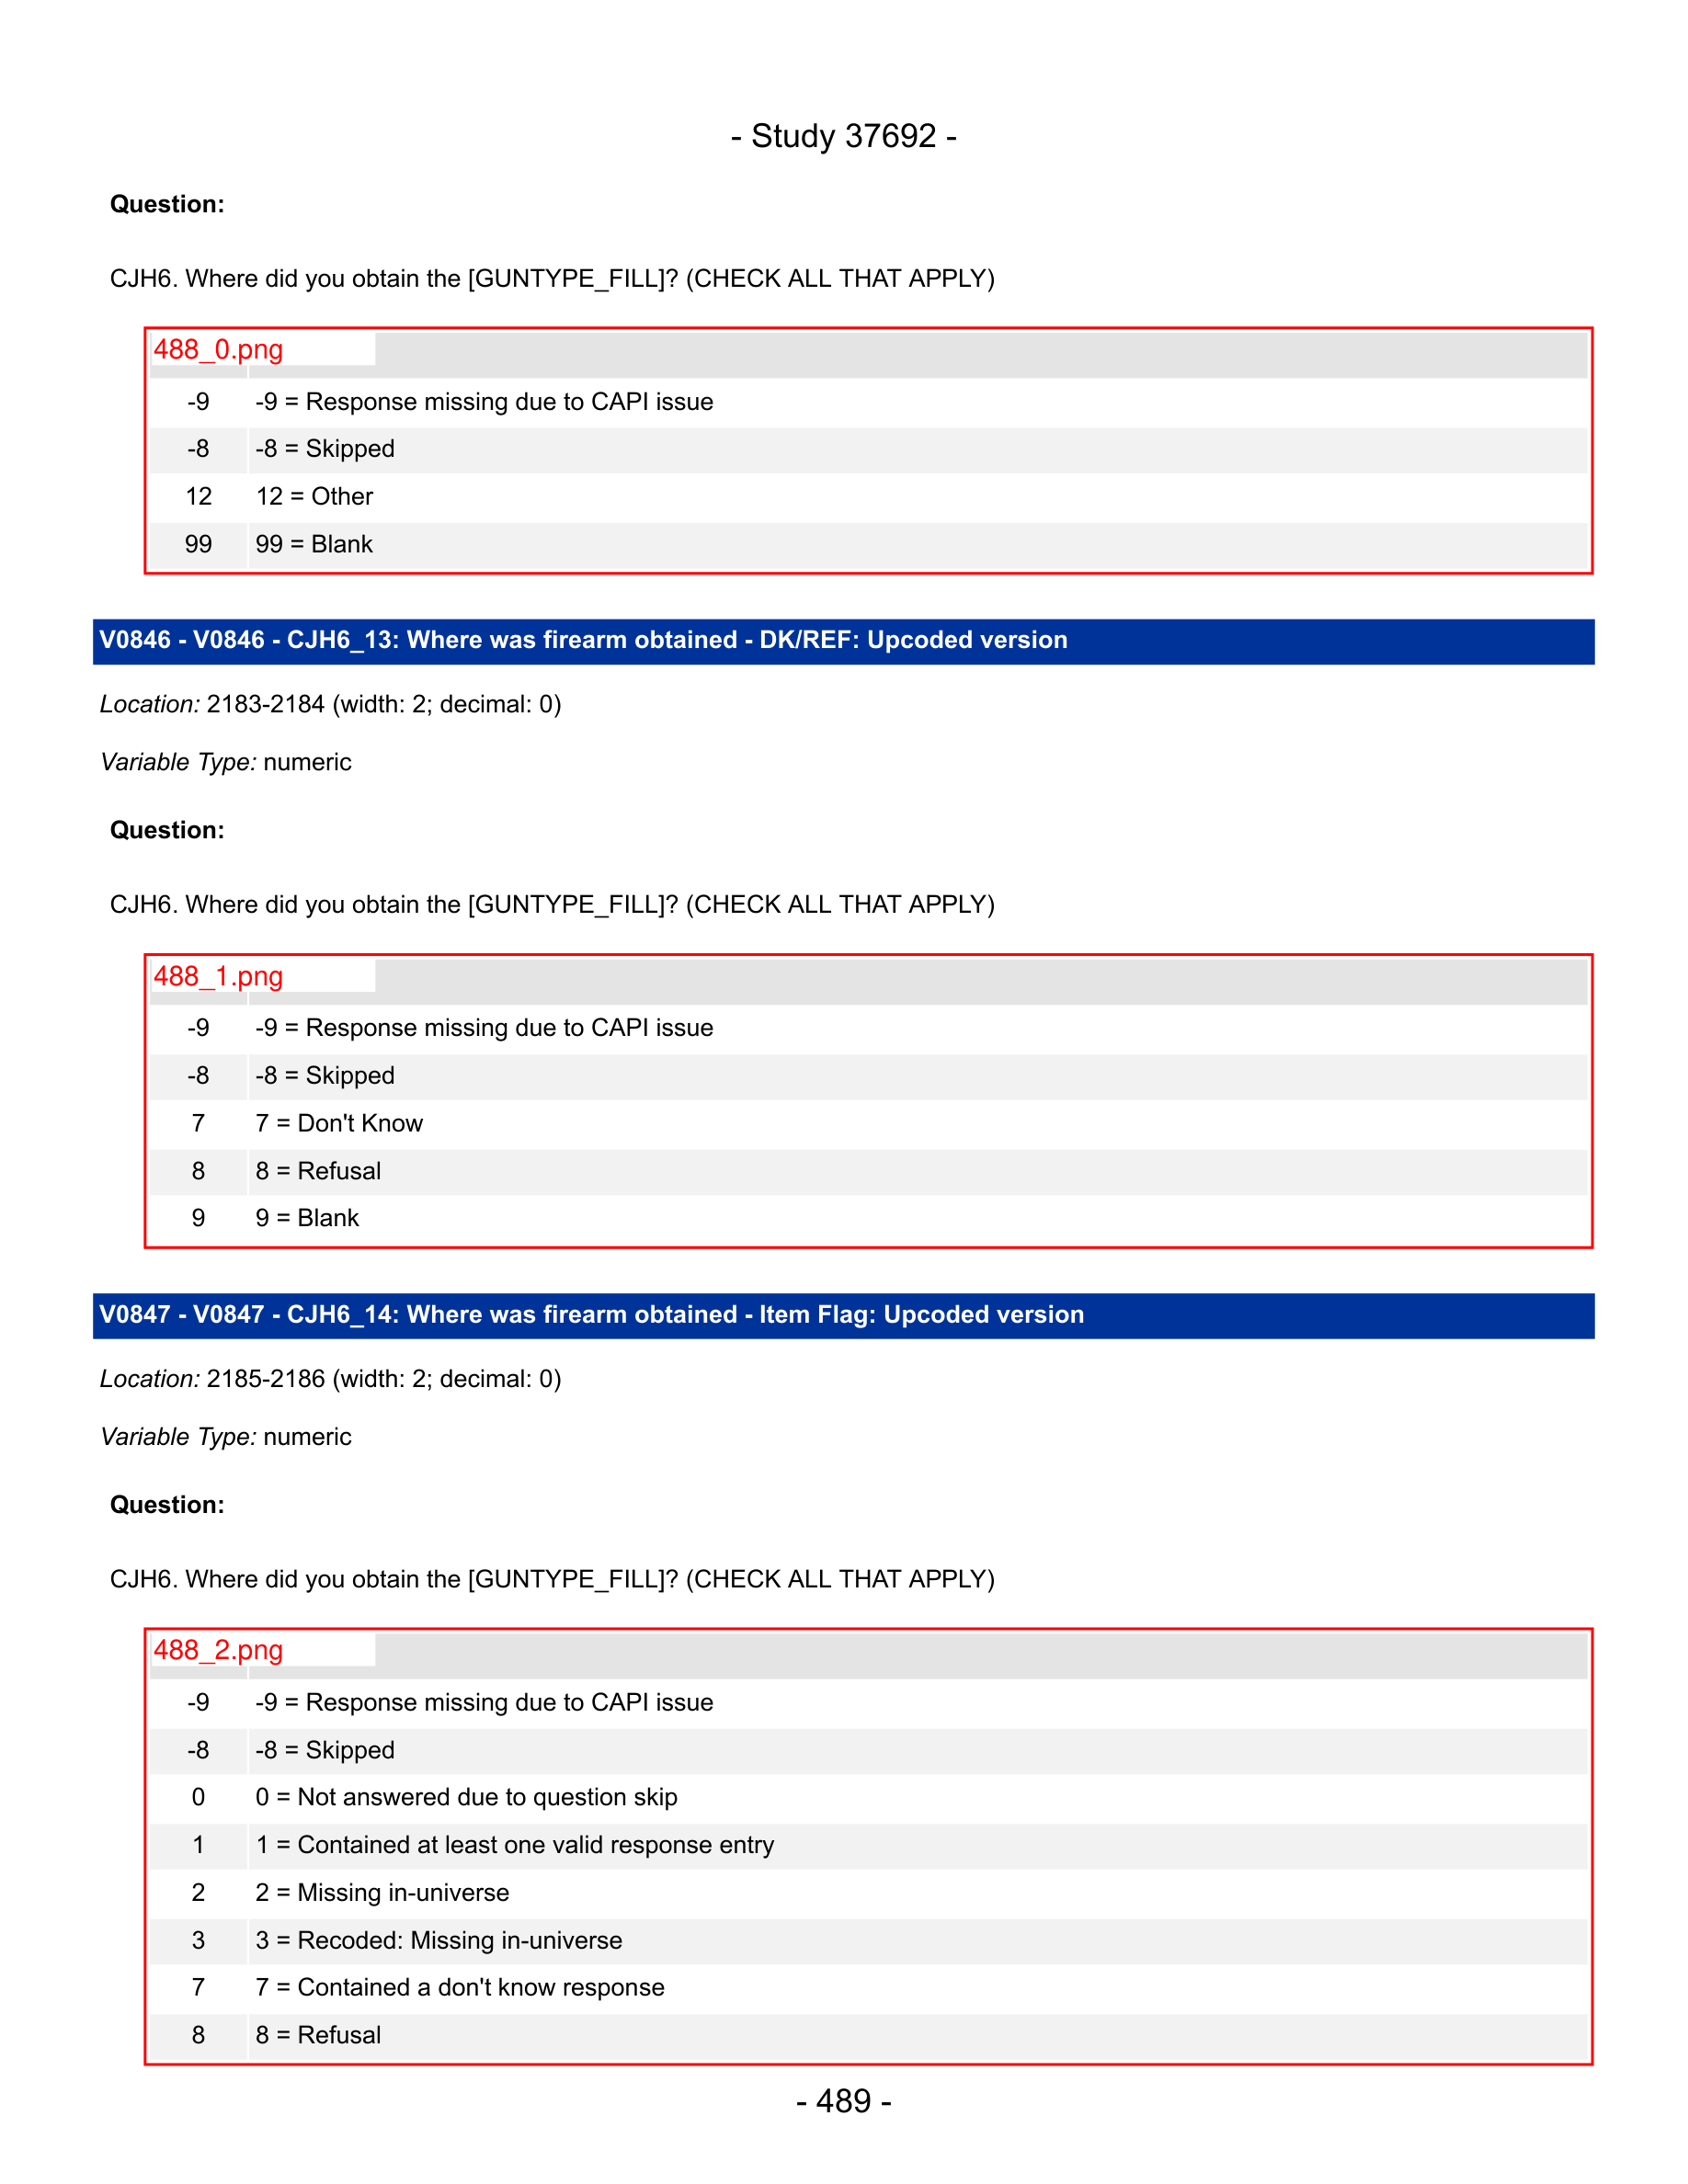 - Study 37692 -
Question:
CJH6. Where did you obtain the [GUNTYPE_FILL]? (CHECK ALL THAT APPLY)
488_0.png
-9 -9 = Response missing due to CAPI issue
-8 -8 = Skipped
12 12 = Other
99 99 = Blank
V0846 - V0846 - CJH6_13: Where was firearm obtained - DK/REF: Upcoded version
Location: 2183-2184 (width: 2; decimal: 0)
Variable Type: numeric
Question:
CJH6. Where did you obtain the [GUNTYPE_FILL]? (CHECK ALL THAT APPLY)
488_1.png
-9 -9 = Response missing due to CAPI issue
-8 -8 = Skipped
7 7 = Don't Know
8 8 = Refusal
9 9 = Blank
V0847 - V0847 - CJH6_14: Where was firearm obtained - Item Flag: Upcoded version
Location: 2185-2186 (width: 2; decimal: 0)
Variable Type: numeric
Question:
CJH6. Where did you obtain the [GUNTYPE_FILL]? (CHECK ALL THAT APPLY)
488_2.png
-9 -9 = Response missing due to CAPI issue
-8 -8 = Skipped
0 0 = Not answered due to question skip
1 1 = Contained at least one valid response entry
2 2 = Missing in-universe
3 3 = Recoded: Missing in-universe
7 7 = Contained a don't know response
8 8 = Refusal
- 489 -